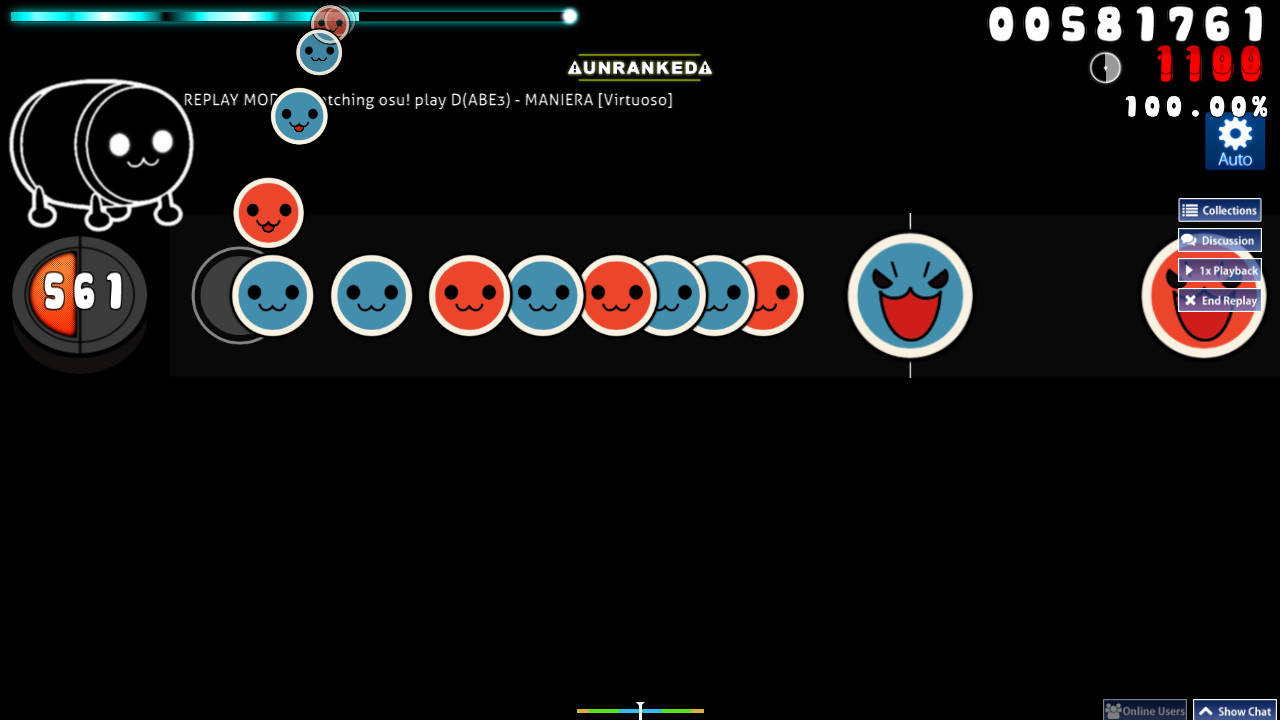 00581761
1100
⚠UNRANKED⚠
REPLAY MOD tching osu! play D(ABE3) - MANIERA [Virtuoso]
100.00%
Auto
Collections
Discussion
1x Playback
End Replay
561
Online Users
Show Chat